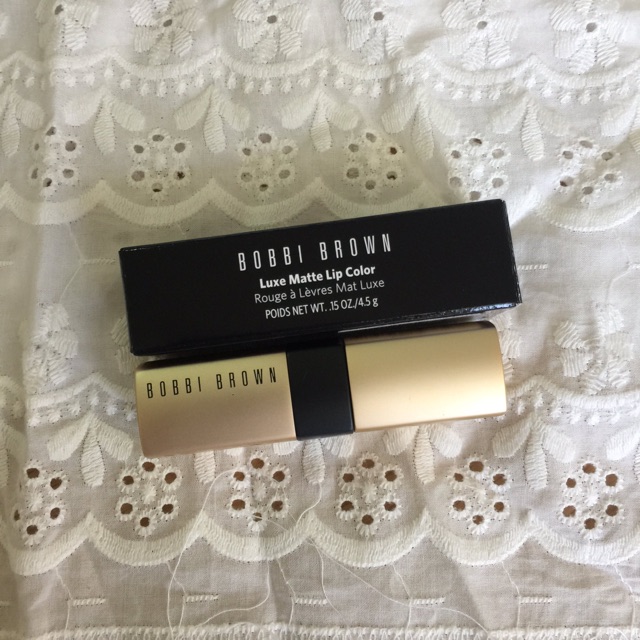 BOBBI BROWN
Luxe Matte Lip Color
Rouge à Lèvres Mat Luxe
POIDS NET WT. .15 OZ./4.5 g
BOBBI BROWN